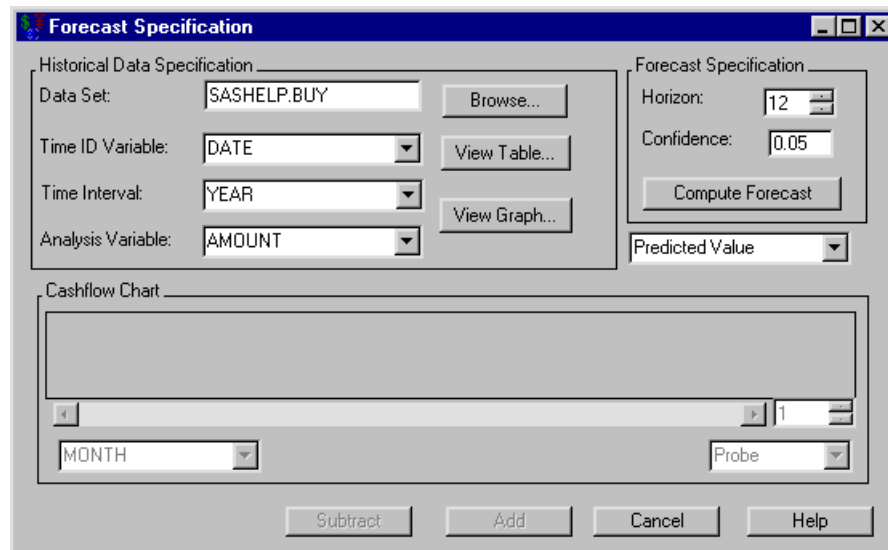 Forecast Specification
Historical Data Specification
Data Set: SASHELP.BUY Browse...
Time ID Variable: DATE View Table...
Time Interval: YEAR
View Graph...
Analysis Variable: AMOUNT
Forecast Specification
Horizon: 12
Confidence: 0.05
Compute Forecast
Predicted Value
Cashflow Chart
1
MONTH Probe
Subtract Add Cancel Help